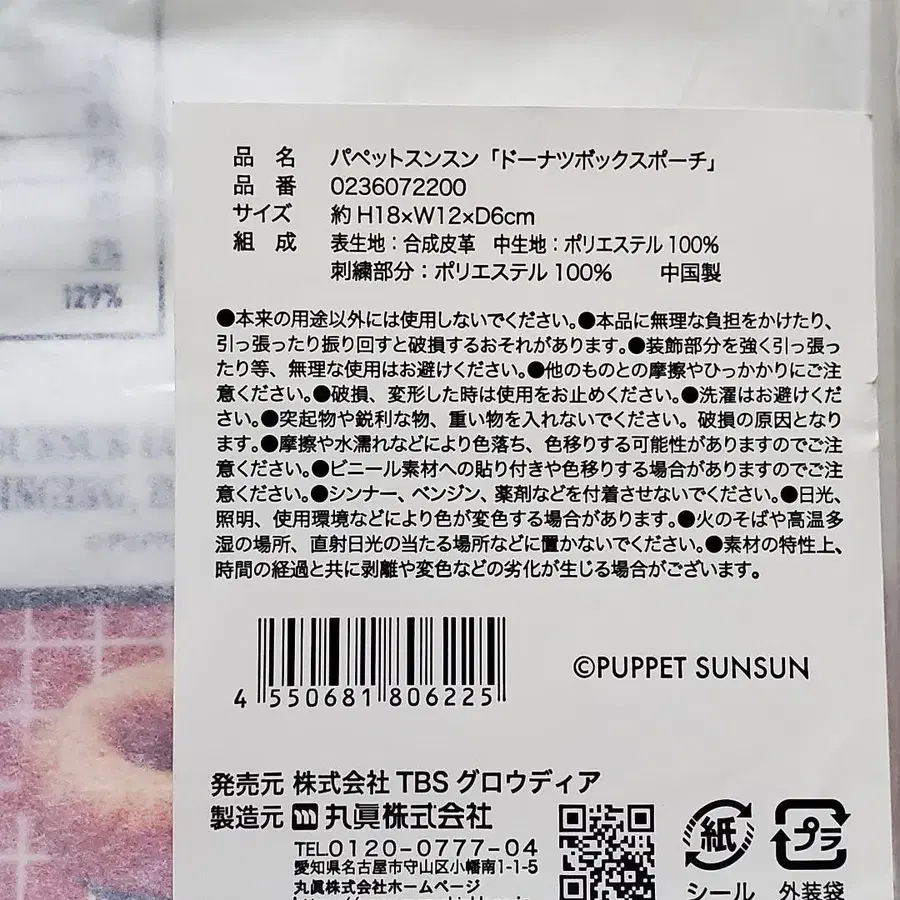 品 名 パペットスンスン「ドーナツボックスポーチ」
品 番 0236072200
サイズ 約H18×W12×D6cm
組 成 表生地：合成皮革 中生地：ポリエステル100%
刺繍部分：ポリエステル100% 中国製
●本来の用途以外には使用しないでください。●本品に無理な負担をかけたり、
引っ張ったり振り回すと破損するおそれがあります。●装飾部分を強く引っ張っ
たり等、無理な使用はお避けください。●他のものとの摩擦やひっかかりにご注
意ください。●破損、変形した時は使用をお止めください。●洗濯はお避けくだ
さい。●突起物や鋭利な物、重い物を入れないでください。破損の原因となり
ます。●摩擦や水濡れなどにより色落ち、色移りする可能性がありますのでご注
意ください。●ビニール素材への貼り付きや色移りする場合がありますのでご注
意ください。●シンナー、ベンジン、薬剤などを付着させないでください。●日光、
照明、使用環境などにより色が変色する場合があります。●火のそばや高温多
湿の場所、直射日光の当たる場所などに置かないでください。●素材の特性上、
時間の経過と共に剥離や変色などの劣化が生じる場合がございます。
4 550681 806225
©PUPPET SUNSUN
発売元 株式会社 TBS グロウディア
製造元 丸眞株式会社
TEL0120-0777-04
愛知県名古屋市守山区小幡南1-1-5
丸眞株式会社ホームページ
紙
シール
プラ
外装袋
129%